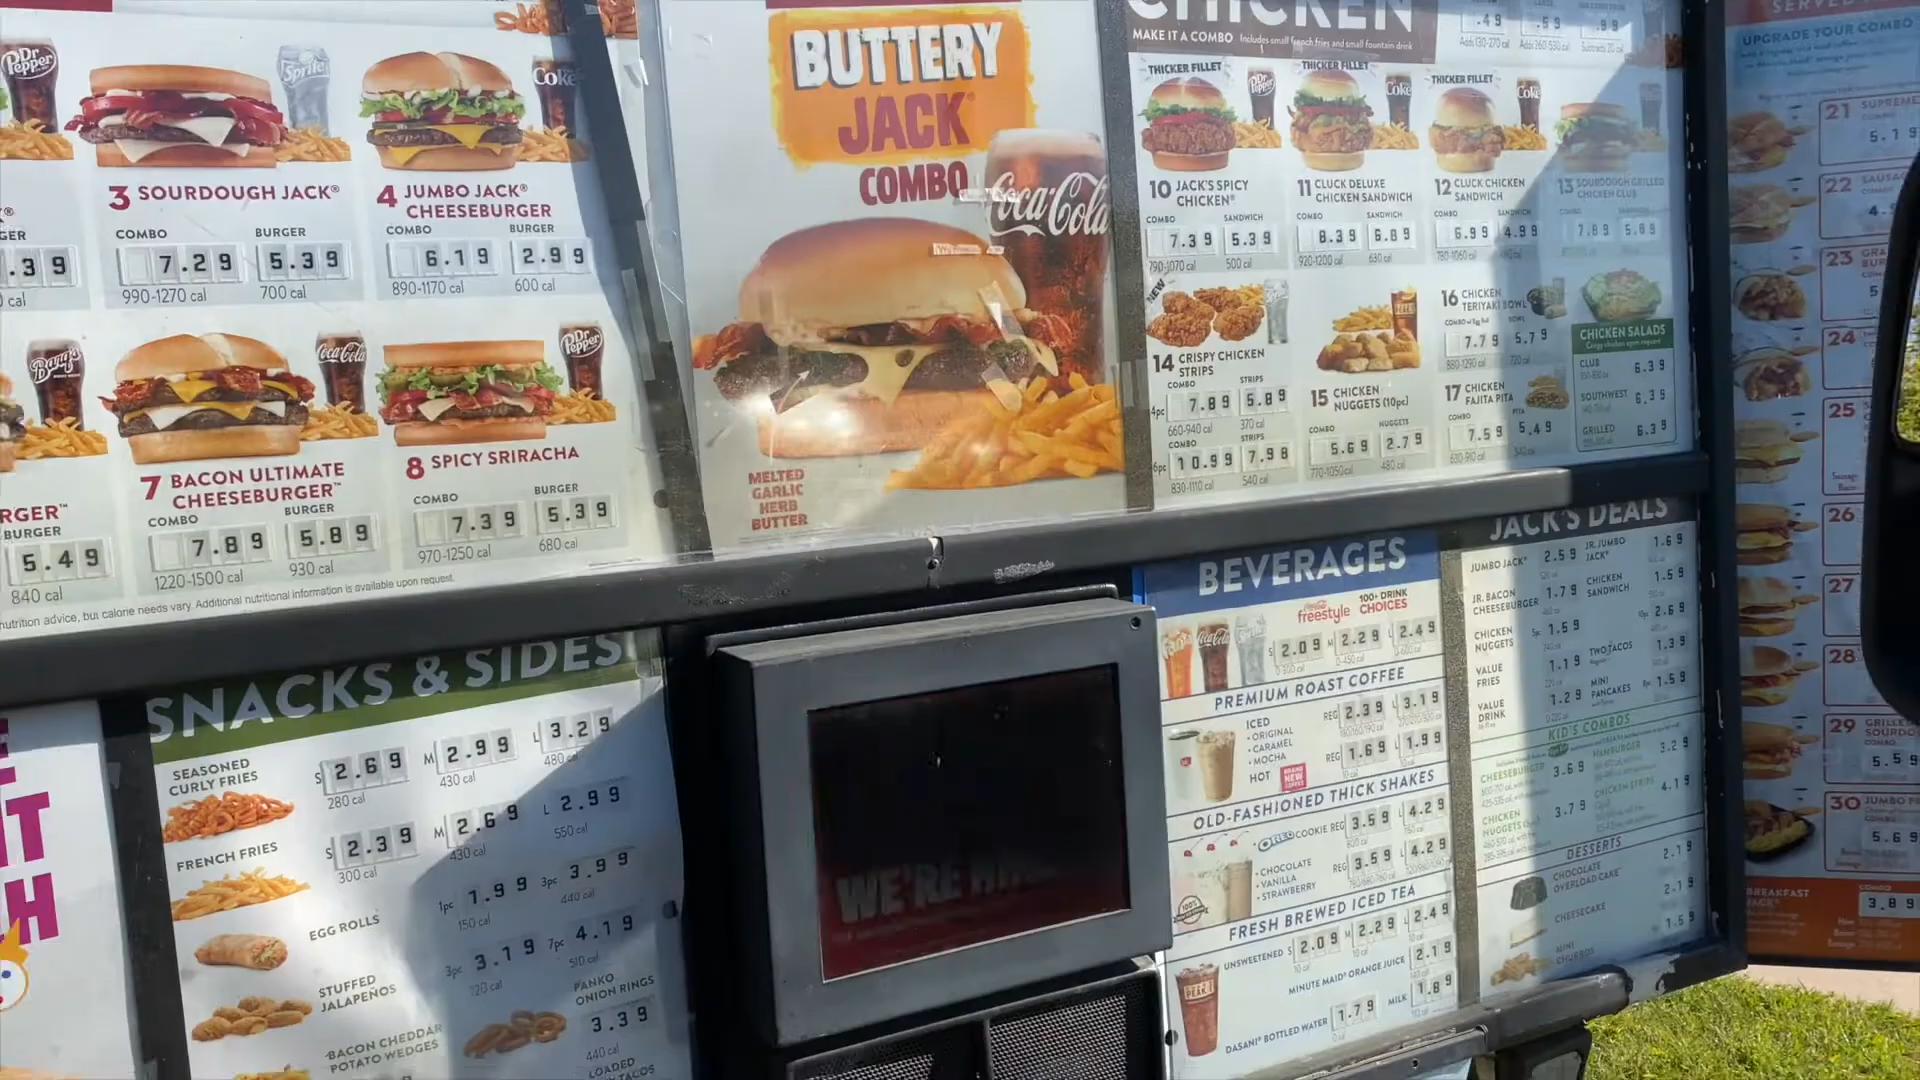 Dr Pepper
Sprite
Coke
3 SOURDOUGH JACK®
COMBO BURGER
7.29 5.39
990-1270 cal 700 cal
4 JUMBO JACK®
CHEESEBURGER
COMBO BURGER
6.19 2.99
890-1170 cal 600 cal
.39
cal
Barq's
Coca-Cola
Dr Pepper
7 BACON ULTIMATE
CHEESEBURGER™
COMBO BURGER
7.89 5.89
1220-1500 cal 930 cal
8 SPICY SRIRACHA
COMBO BURGER
7.39 5.39
970-1250 cal 680 cal
RGER™
BURGER
5.49
840 cal
nutrition advice, but calorie needs vary. Additional nutritional information is available upon request.
BUTTERY
JACK®
COMBO
Coca-Cola
MELTED
GARLIC
HERB
BUTTER
CHICKEN
MAKE IT A COMBO Includes small french fries and small fountain drink
.49 .59 .99
Adds 130-270 cal Adds 260-530 cal Subtracts 20 cal
THICKER FILLET
THICKER FILLET
THICKER FILLET
Dr Pepper
Coke
Coke
10 JACK'S SPICY
CHICKEN®
COMBO SANDWICH
7.39 5.39
790-1070 cal 500 cal
11 CLUCK DELUXE
CHICKEN SANDWICH
COMBO SANDWICH
8.39 6.89
920-1200 cal 630 cal
12 CLUCK CHICKEN
SANDWICH
COMBO SANDWICH
6.99 4.99
780-1060 cal
13 SOURDOUGH GRILLED
CHICKEN CLUB
7.89 5.89
NEW
14 CRISPY CHICKEN
STRIPS
COMBO STRIPS
4pc 7.89 5.89
660-940 cal 370 cal
COMBO STRIPS
6pc 10.99 7.98
830-1110 cal 540 cal
15 CHICKEN
NUGGETS (10pc)
COMBO NUGGETS
5.69 2.79
770-1050 cal 480 cal
16 CHICKEN
TERIYAKI BOWL
COMBO w/ Egg Roll BOWL
7.79 5.79
880-1290 cal 720 cal
17 CHICKEN
FAJITA PITA
COMBO PITA
7.59 5.49
CHICKEN SALADS
Crispy chicken upon request
CLUB 6.39
SOUTHWEST 6.39
GRILLED 6.39
SNACKS & SIDES
SEASONED
CURLY FRIES
S 2.69 M 2.99 L 3.29
280 cal 430 cal 480 cal
FRENCH FRIES
S 2.39 M 2.69 L 2.99
300 cal 430 cal 550 cal
EGG ROLLS
1pc 1.99 3pc 3.99
150 cal 440 cal
STUFFED
JALAPEÑOS
3pc 3.19 7pc 4.19
220 cal 510 cal
BACON CHEDDAR
POTATO WEDGES
PANKO
ONION RINGS
3.39
440 cal
LOADED
TACOS
WE'RE
BEVERAGES
Coca-Cola
freestyle 100+ DRINK
CHOICES
S 2.09 M 2.29 L 2.49
PREMIUM ROAST COFFEE
ICED
• ORIGINAL
• CARAMEL
• MOCHA
REG 2.39 L 3.19
HOT
BRAND
NEW
COFFEE
REG 1.69 L 1.99
OLD-FASHIONED THICK SHAKES
• OREO COOKIE REG 3.59 L 4.29
• CHOCOLATE
• VANILLA
• STRAWBERRY
REG 3.59 L 4.29
FRESH BREWED ICED TEA
UNSWEETENED S 2.09 M 2.29 L 2.49
MINUTE MAID® ORANGE JUICE 2.19
MILK 1.89
DASANI® BOTTLED WATER 1.79
JACK'S DEALS
JUMBO JACK® 2.59
JR. JUMBO
JACK® 1.69
JR. BACON
CHEESEBURGER 1.79
CHICKEN
SANDWICH 1.59
CHICKEN
NUGGETS 5pc 1.59 10pc 2.69
VALUE
FRIES 1.19
TWO TACOS 1.39
VALUE
DRINK 1.29
MINI
PANCAKES 1.59
KID'S COMBOS
HAMBURGER 3.29
CHEESEBURGER 3.69
CHICKEN STRIPS 4.19
CHICKEN
NUGGETS 3.79
DESSERTS
CHOCOLATE
OVERLOAD CAKE 2.19
CHEESECAKE 2.19
MINI
CHURROS 1.59
SERVED
UPGRADE YOUR COMBO
21 SUPREME
5.19
22 SAUSAG
4.
23 GRA
BUR
5
24
25
26
27
28
29 GRILLED
SOURDO
COMBO
5.59
30 JUMBO
COMBO
5.69
BREAKFAST
JACK®
COMBO
3.89